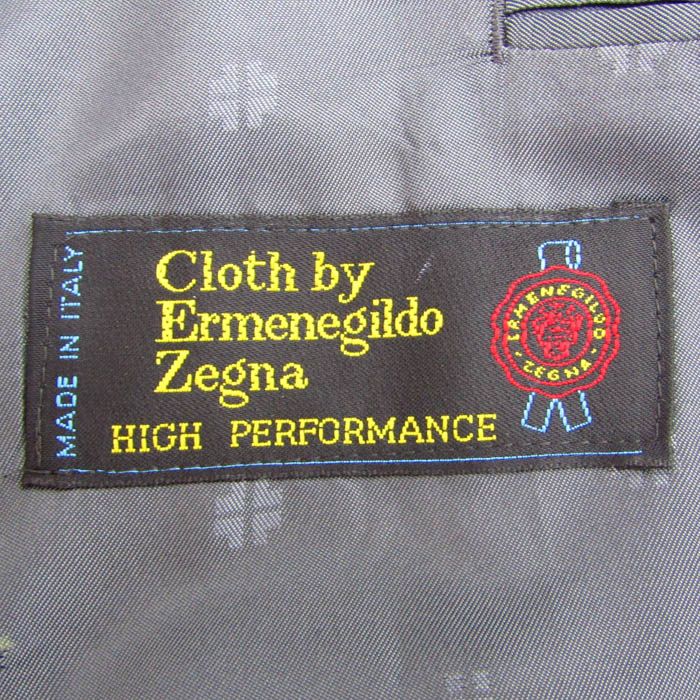 MADE IN ITALY
Cloth by
Ermenegildo
Zegna
HIGH PERFORMANCE
ERMENEGILDO
· ZEGNA ·